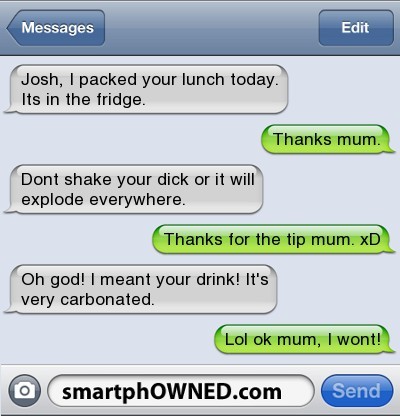 Messages
Edit
Josh, I packed your lunch today.
Its in the fridge.
Thanks mum.
Dont shake your dick or it will
explode everywhere.
Thanks for the tip mum. xD
Oh god! I meant your drink! It's
very carbonated.
Lol ok mum, I wont!
smartphOWNED.com
Send